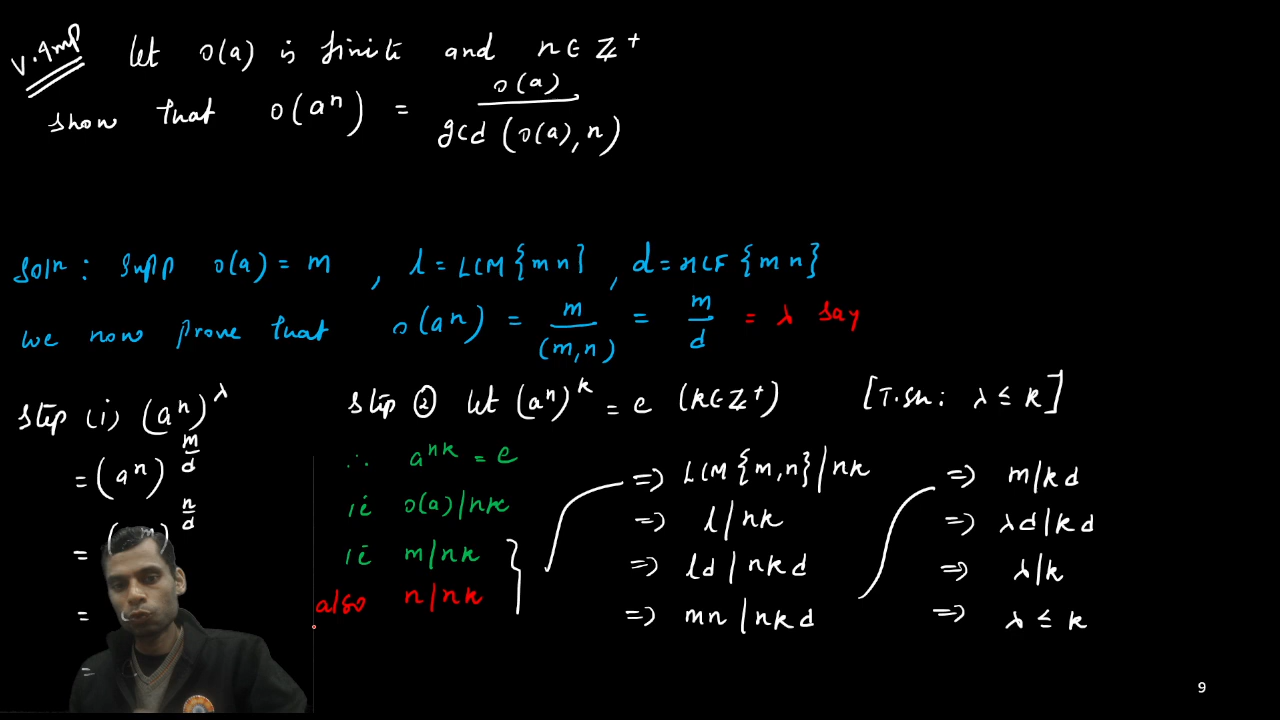 V. Imp
Let o(a) is finite and n ∈ Z⁺
show that o(aⁿ) = o(a) / gcd (o(a), n)
Solⁿ : Supp o(a) = m , l = LCM {m n} , d = HCF {m n}
We now prove that o(aⁿ) = m/(m,n) = m/d = λ say
Step (i) (aⁿ)^λ
= (aⁿ)^(m/d)
= ( )^(n/d)
=
=
Step ② let (aⁿ)^k = e (k ∈ Z⁺) [T.Sh: λ ≤ k]
∴ a^(nk) = e
ie o(a)|nk
ie m|nk
also n|nk
=> LCM {m,n}|nk
=> l|nk
=> ld|nkd
=> mn|nkd
=> m|kd
=> λd|kd
=> λ|k
=> λ ≤ k
9